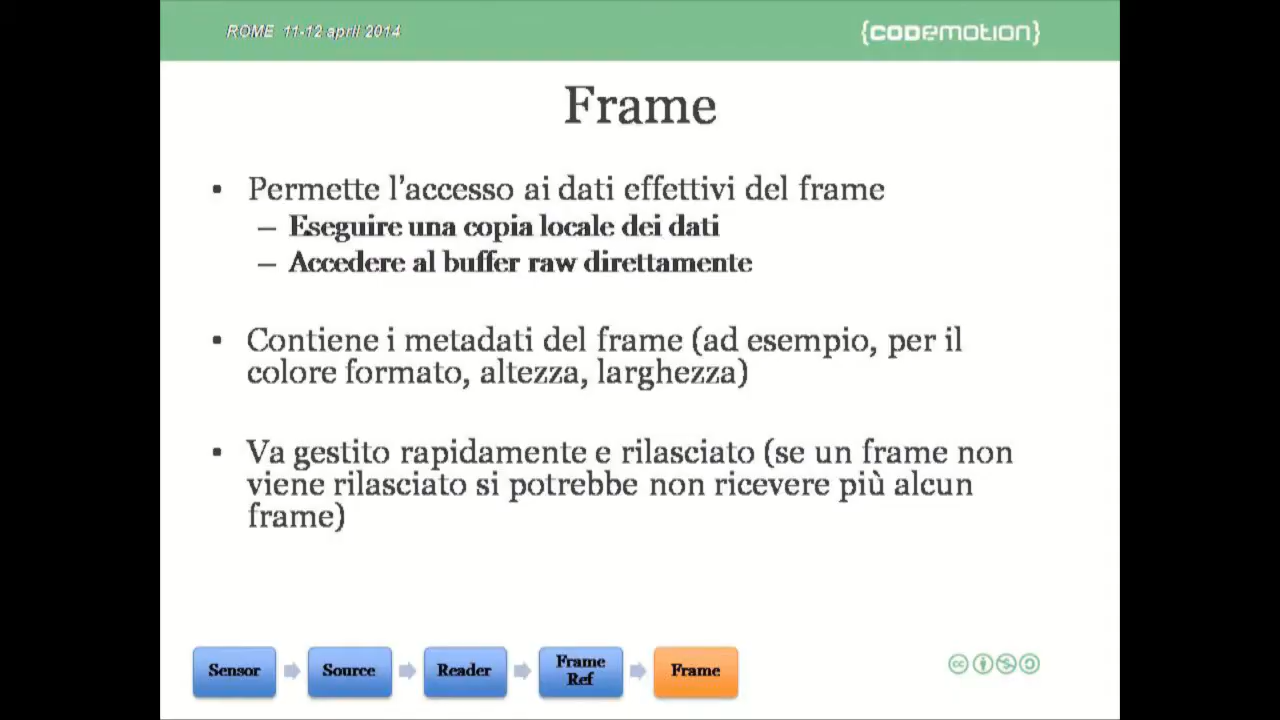 ROME 11-12 april 2014
{CODEMOTION}
Frame
▪ Permette l'accesso ai dati effettivi del frame
– Eseguire una copia locale dei dati
– Accedere al buffer raw direttamente
▪ Contiene i metadati del frame (ad esempio, per il
colore formato, altezza, larghezza)
▪ Va gestito rapidamente e rilasciato (se un frame non
viene rilasciato si potrebbe non ricevere più alcun
frame)
Sensor
Source
Reader
Frame
Ref
Frame
cc